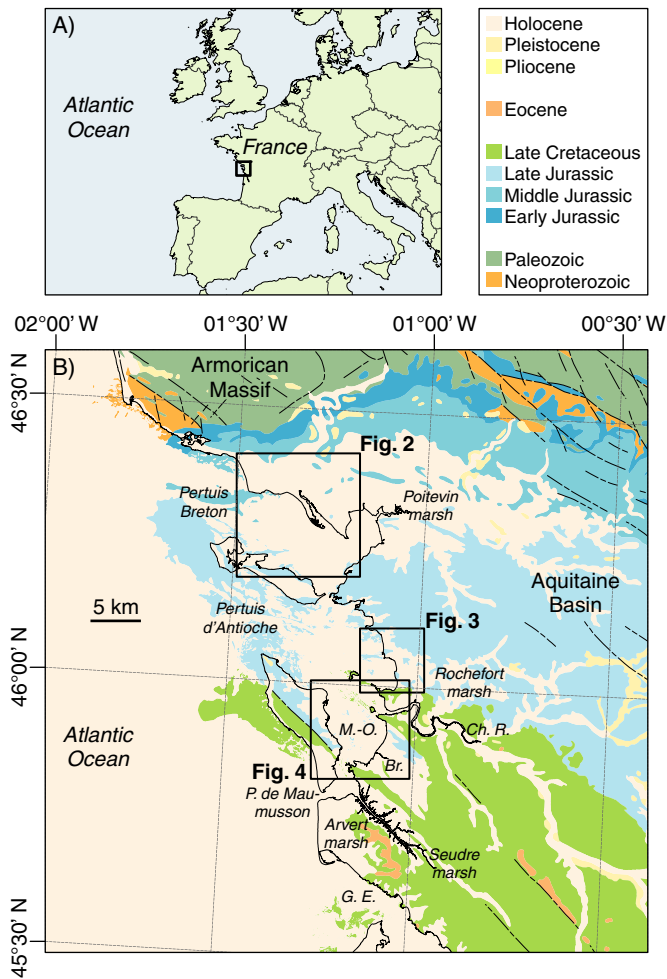 A)
Atlantic
Ocean
France
Holocene
Pleistocene
Pliocene
Eocene
Late Cretaceous
Late Jurassic
Middle Jurassic
Early Jurassic
Paleozoic
Neoproterozoic
02°00' W
01°30' W
01°00' W
00°30' W
B)
Armorican
Massif
46°30' N
Fig. 2
Pertuis
Breton
Poitevin
marsh
Aquitaine
Basin
5 km
Pertuis
d'Antioche
Fig. 3
46°00' N
Rochefort
marsh
Atlantic
Ocean
M.-O.
Ch. R.
Br.
Fig. 4
P. de Mau-
musson
Arvert
marsh
Seudre
marsh
G. E.
45°30' N